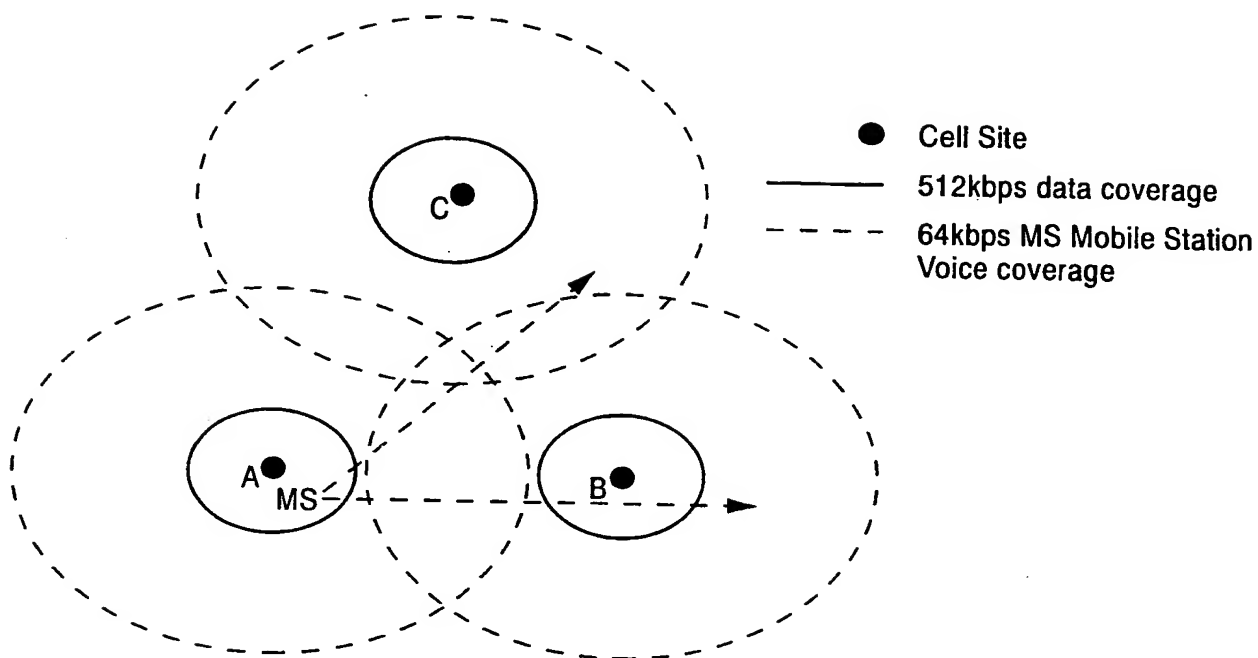 Cell Site
512kbps data coverage
64kbps MS Mobile Station
Voice coverage
C
A
MS
B